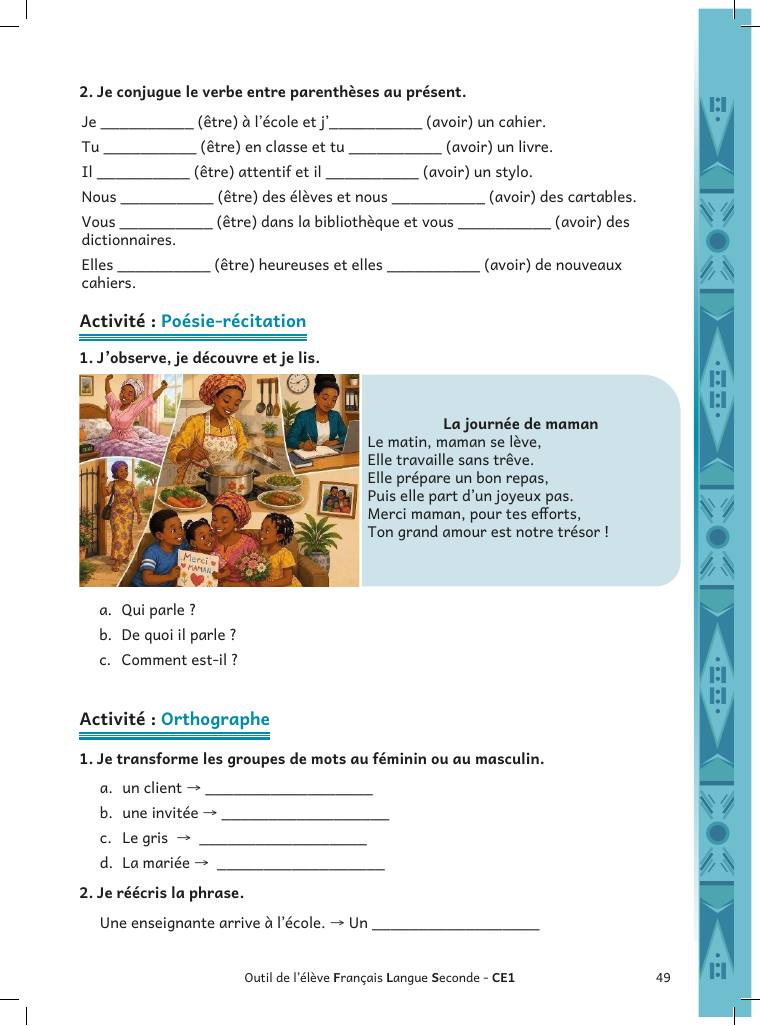 2. Je conjugue le verbe entre parenthèses au présent.
Je ___________ (être) à l’école et j’___________ (avoir) un cahier.
Tu ___________ (être) en classe et tu ___________ (avoir) un livre.
Il ___________ (être) attentif et il ___________ (avoir) un stylo.
Nous ___________ (être) des élèves et nous ___________ (avoir) des cartables.
Vous ___________ (être) dans la bibliothèque et vous ___________ (avoir) des
dictionnaires.
Elles ___________ (être) heureuses et elles ___________ (avoir) de nouveaux
cahiers.
Activité : Poésie-récitation
1. J’observe, je découvre et je lis.
Merci
MAMAN
La journée de maman
Le matin, maman se lève,
Elle travaille sans trêve.
Elle prépare un bon repas,
Puis elle part d’un joyeux pas.
Merci maman, pour tes efforts,
Ton grand amour est notre trésor !
a. Qui parle ?
b. De quoi il parle ?
c. Comment est-il ?
Activité : Orthographe
1. Je transforme les groupes de mots au féminin ou au masculin.
a. un client → ____________________
b. une invitée → ____________________
c. Le gris → ____________________
d. La mariée → ____________________
2. Je réécris la phrase.
Une enseignante arrive à l’école. → Un ____________________
Outil de l’élève Français Langue Seconde - CE1
49